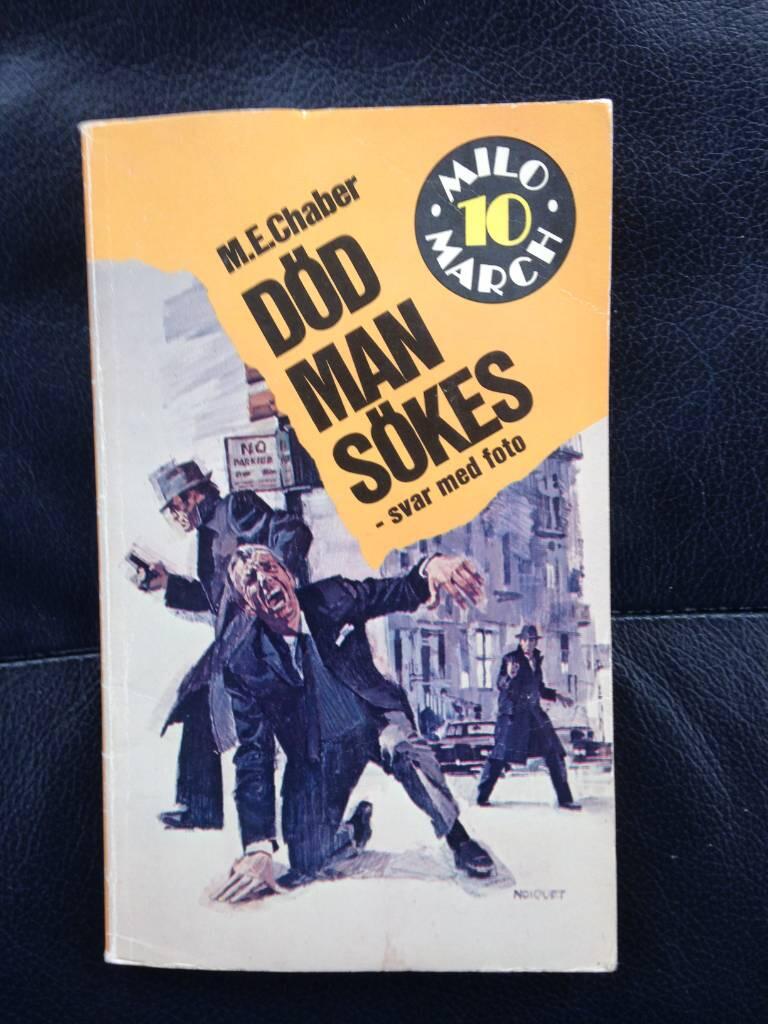 MILO
10
MARCH
M.E.Chaber
DÖD
MAN
SÖKES
- svar med foto
NO
PARKING
NOIQUET